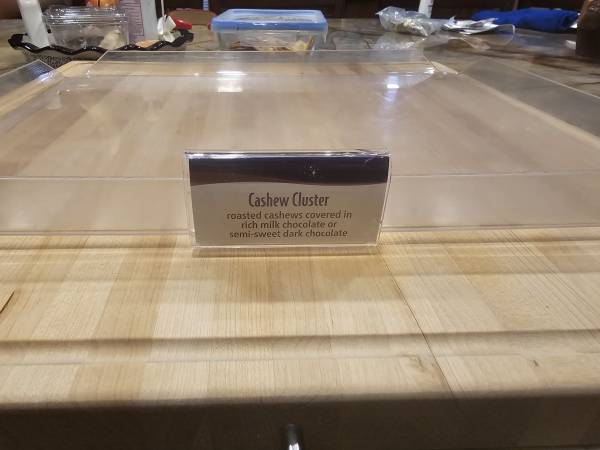 Cashew Cluster
roasted cashews covered in
rich milk chocolate or
semi-sweet dark chocolate